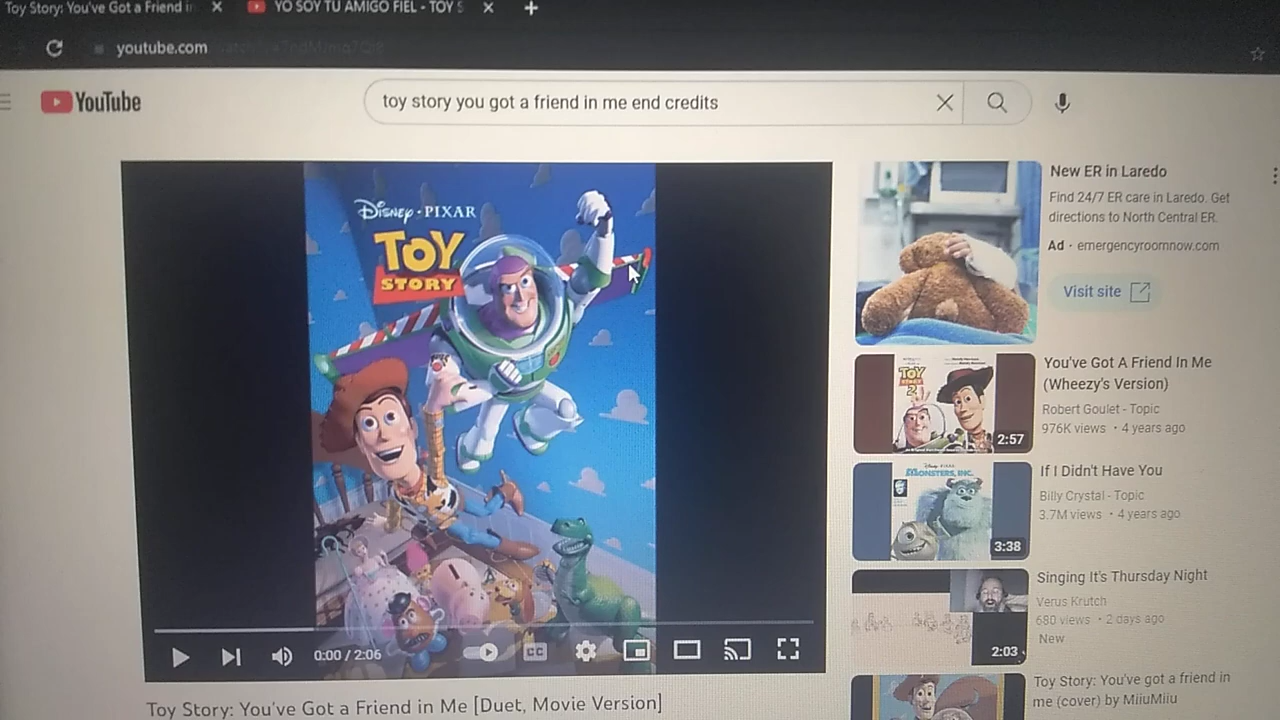 Toy Story: You've Got a Friend i
YO SOY TU AMIGO FIEL - TOY S
youtube.com
YouTube
toy story you got a friend in me end credits
DISNEY · PIXAR
TOY
STORY
0:00 / 2:06
CC
Toy Story: You've Got a Friend in Me [Duet, Movie Version]
New ER in Laredo
Find 24/7 ER care in Laredo. Get
directions to North Central ER.
Ad · emergencyroomnow.com
Visit site
TOY
STORY
2
2:57
You've Got A Friend In Me
(Wheezy's Version)
Robert Goulet - Topic
976K views • 4 years ago
MONSTERS, INC.
3:38
If I Didn't Have You
Billy Crystal - Topic
3.7M views • 4 years ago
2:03
Singing It's Thursday Night
Verus Krutch
680 views • 2 days ago
New
Toy Story: You've got a friend in
me (cover) by MiiuMiiu